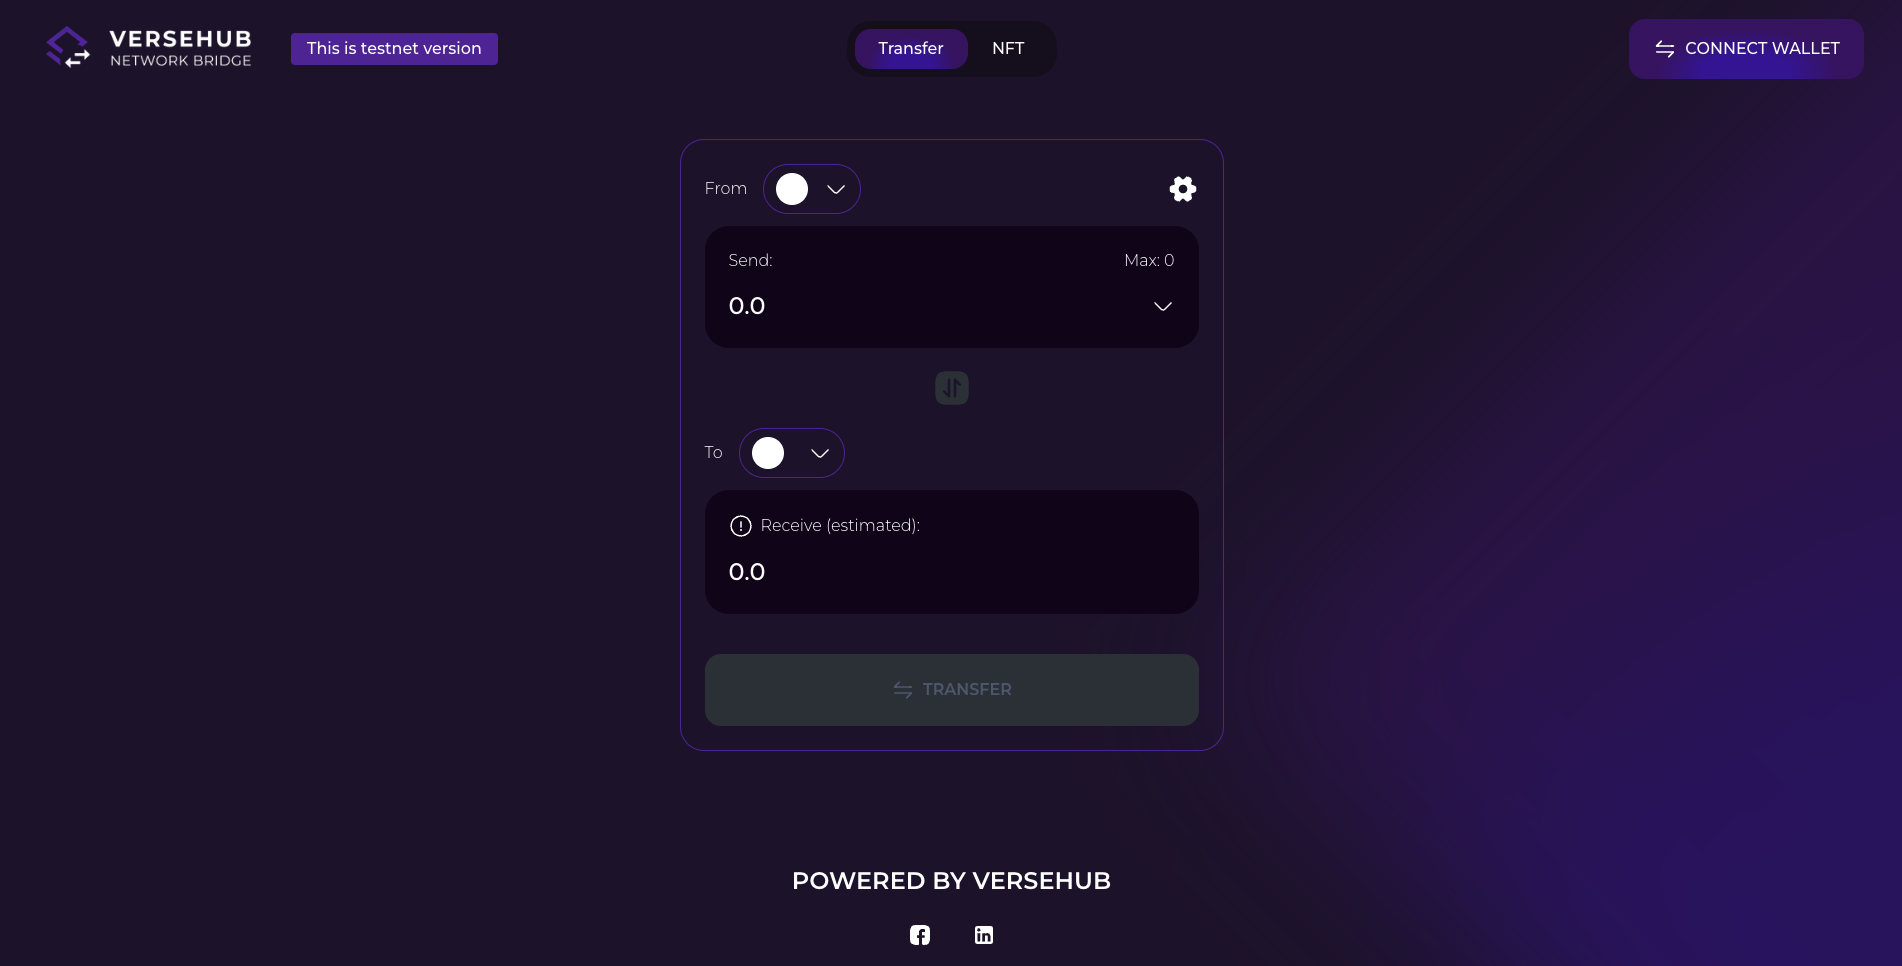 VERSEHUB
NETWORK BRIDGE
This is testnet version
Transfer
NFT
CONNECT WALLET
From
Send:
Max: 0
0.0
To
Receive (estimated):
0.0
TRANSFER
POWERED BY VERSEHUB